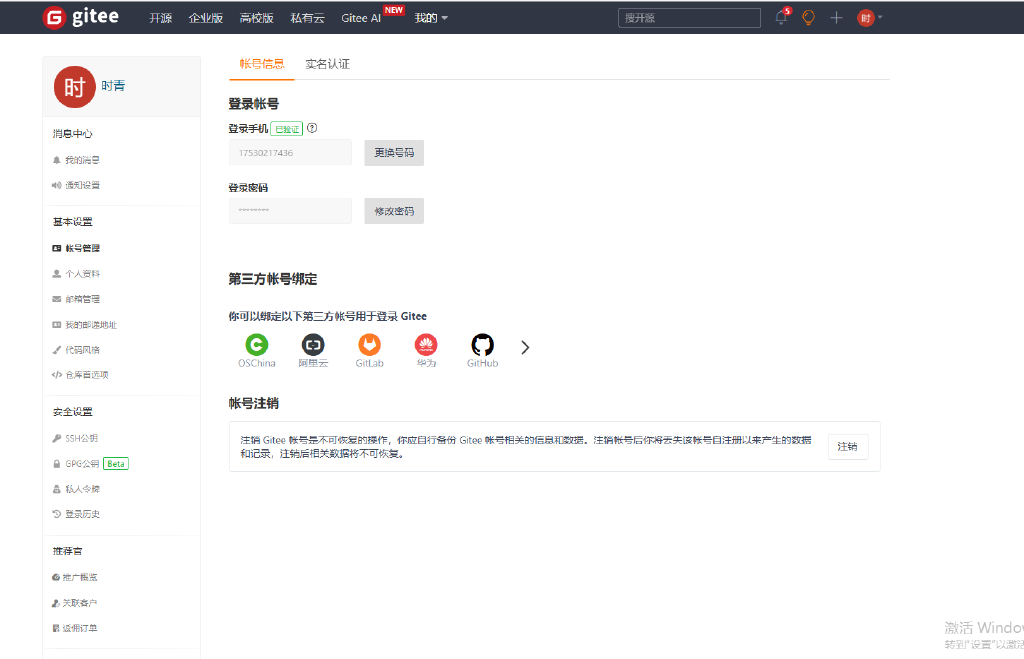 gitee 开源 企业版 高校版 私有云 Gitee AI NEW 我的 搜开源 5 时
时 时青
消息中心
我的消息
通知设置
基本设置
帐号管理
个人资料
邮箱管理
我的邮递地址
代码风格
仓库首选项
安全设置
SSH公钥
GPG公钥 Beta
私人令牌
登录历史
推荐官
推广概览
关联客户
返佣订单
帐号信息 实名认证
登录帐号
登录手机 已验证
17530217436 更换号码
登录密码
******** 修改密码
第三方帐号绑定
你可以绑定以下第三方帐号用于登录 Gitee
OSChina 阿里云 GitLab 华为 GitHub
帐号注销
注销 Gitee 帐号是不可恢复的操作，你应自行备份 Gitee 帐号相关的信息和数据。注销帐号后你将丢失该帐号自注册以来产生的数据
和记录，注销后相关数据将不可恢复。
注销
激活 Window
转到"设置"以激活